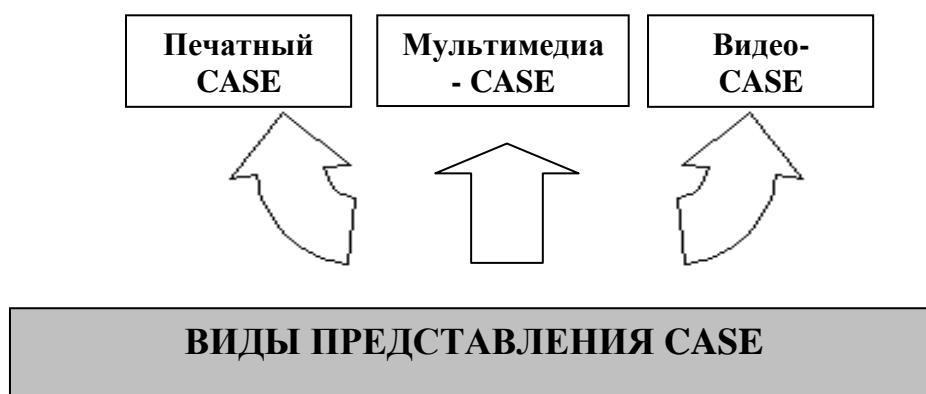 Печатный
CASE
Мультимедиа
- CASE
Видео-
CASE
ВИДЫ ПРЕДСТАВЛЕНИЯ CASE